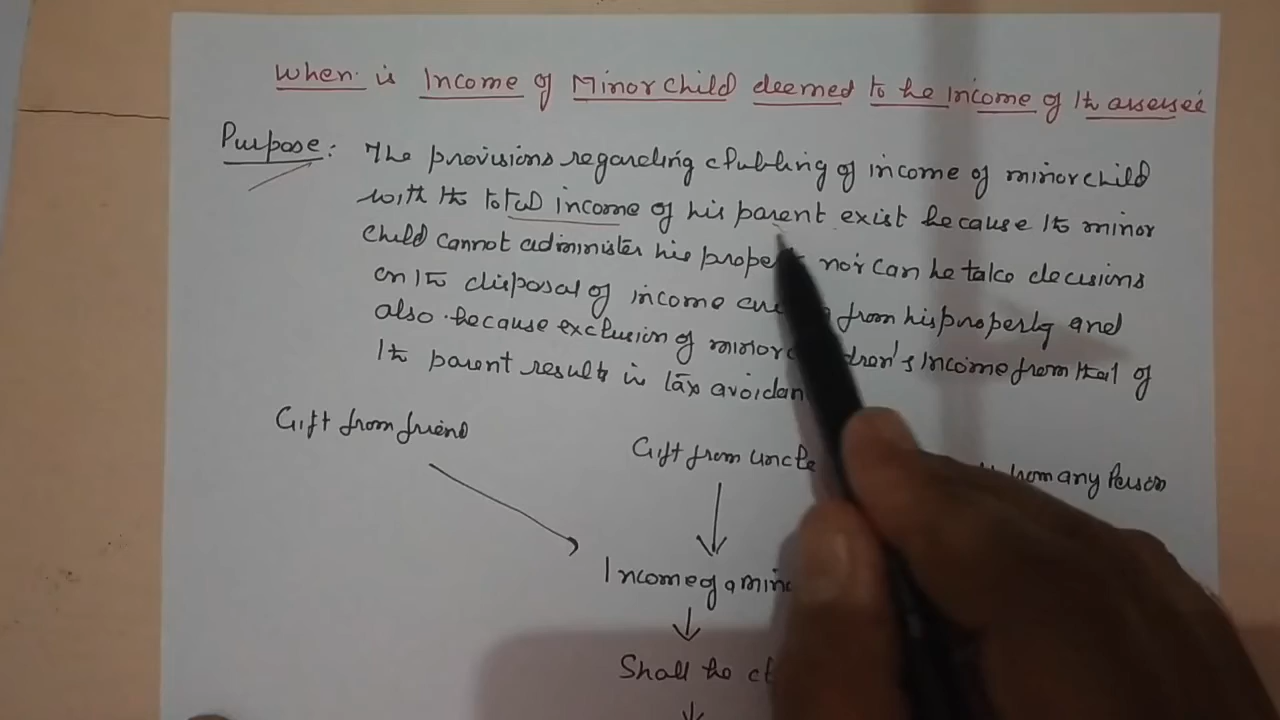 When is Income of Minor child deemed to be income of the assessee
Purpose: The provisions regarding clubbing of income of minor child
with the total income of his parent exist because the minor
child cannot administer his proper nor can he take decisions
on the disposal of income from his property and
also because exclusion of minor dren's income from that of
the parent results in tax avoidan
Gift from friend
Gift from uncle from any Person
Income of a mino
Shall be cl